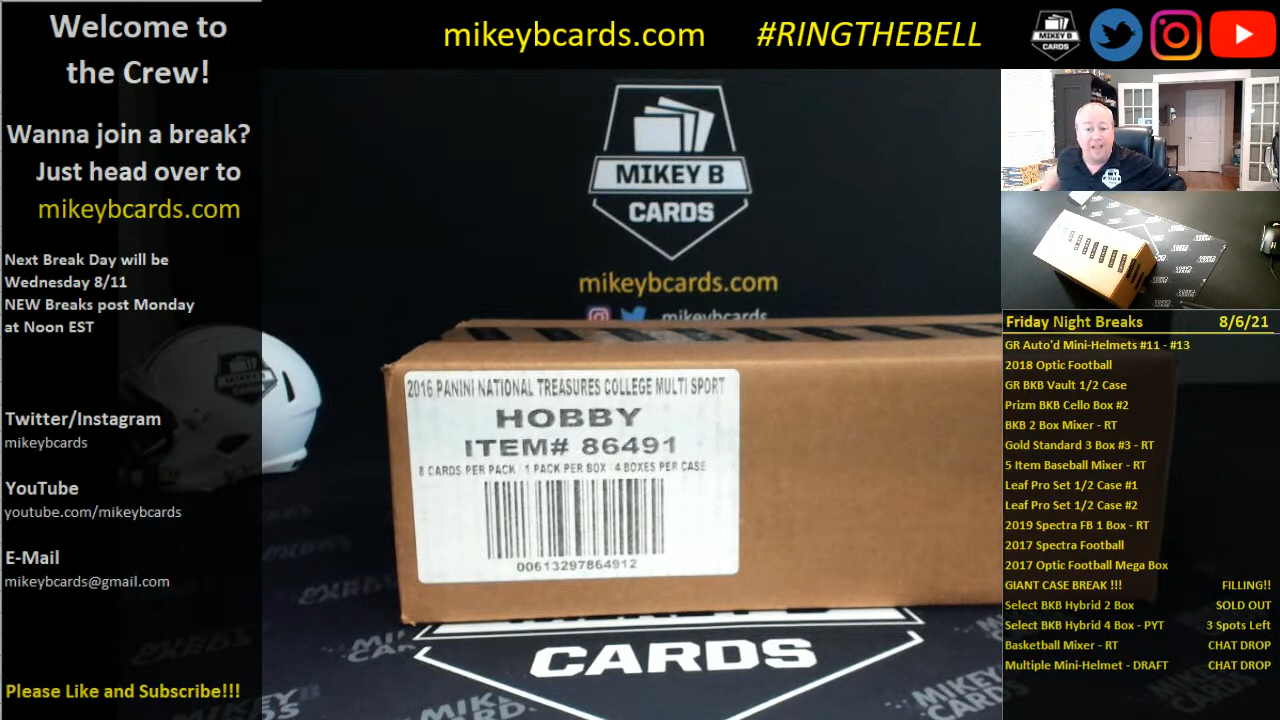 Welcome to
the Crew!
Wanna join a break?
Just head over to
mikeybcards.com
Next Break Day will be
Wednesday 8/11
NEW Breaks post Monday
at Noon EST
Twitter/Instagram
mikeybcards
YouTube
youtube.com/mikeybcards
E-Mail
mikeybcards@gmail.com
Please Like and Subscribe!!!
mikeybcards.com #RINGTHEBELL
MIKEY B
CARDS
MIKEY B
CARDS
mikeybcards.com
mikeybcards
2016 PANINI NATIONAL TREASURES COLLEGE MULTI SPORT
HOBBY
ITEM# 86491
8 CARDS PER PACK 1 PACK PER BOX 4 BOXES PER CASE
00613297864912
CARDS
Friday Night Breaks 8/6/21
GR Auto'd Mini-Helmets #11 - #13
2018 Optic Football
GR BKB Vault 1/2 Case
Prizm BKB Cello Box #2
BKB 2 Box Mixer - RT
Gold Standard 3 Box #3 - RT
5 Item Baseball Mixer - RT
Leaf Pro Set 1/2 Case #1
Leaf Pro Set 1/2 Case #2
2019 Spectra FB 1 Box - RT
2017 Spectra Football
2017 Optic Football Mega Box
GIANT CASE BREAK !!! FILLING!!
Select BKB Hybrid 2 Box SOLD OUT
Select BKB Hybrid 4 Box - PYT 3 Spots Left
Basketball Mixer - RT CHAT DROP
Multiple Mini-Helmet - DRAFT CHAT DROP